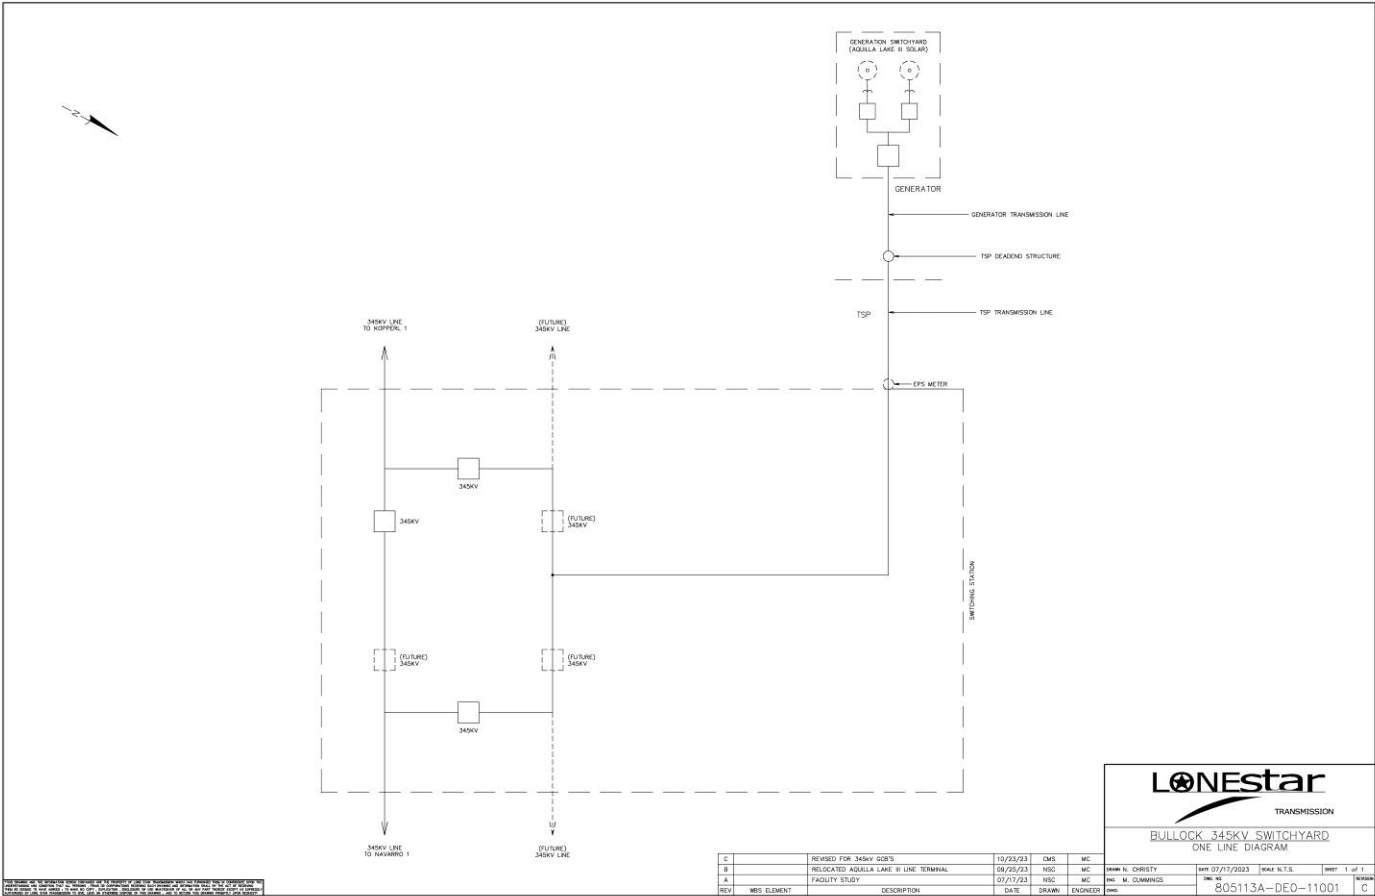 GENERATION SWITCHYARD
(AQUILLA LAKE III SOLAR)
GENERATOR
GENERATOR TRANSMISSION LINE
TSP DEADEND STRUCTURE
TSP
TSP TRANSMISSION LINE
EPS METER
N
345KV LINE
TO KOPPERL 1
(FUTURE)
345KV LINE
345KV
345KV
(FUTURE)
345KV
(FUTURE)
345KV
(FUTURE)
345KV
345KV
SWITCHING STATION
345KV LINE
TO NAVARRO 1
(FUTURE)
345KV LINE
LONEstar
TRANSMISSION
BULLOCK 345KV SWITCHYARD
ONE LINE DIAGRAM
C REVISED FOR 345kV GCB'S 10/23/23 CMS MC
B RELOCATED AQUILLA LAKE III LINE TERMINAL 09/25/23 NSC MC
A FACILITY STUDY 07/17/23 NSC MC
REV WBS ELEMENT DESCRIPTION DATE DRAWN ENGINEER
DRAWN N. CHRISTY DATE 07/17/2023 SCALE N.T.S. SHEET 1 of 1
ENG M. CUMMINGS DWG. NO. REVISION
805113A-DE0-11001 C